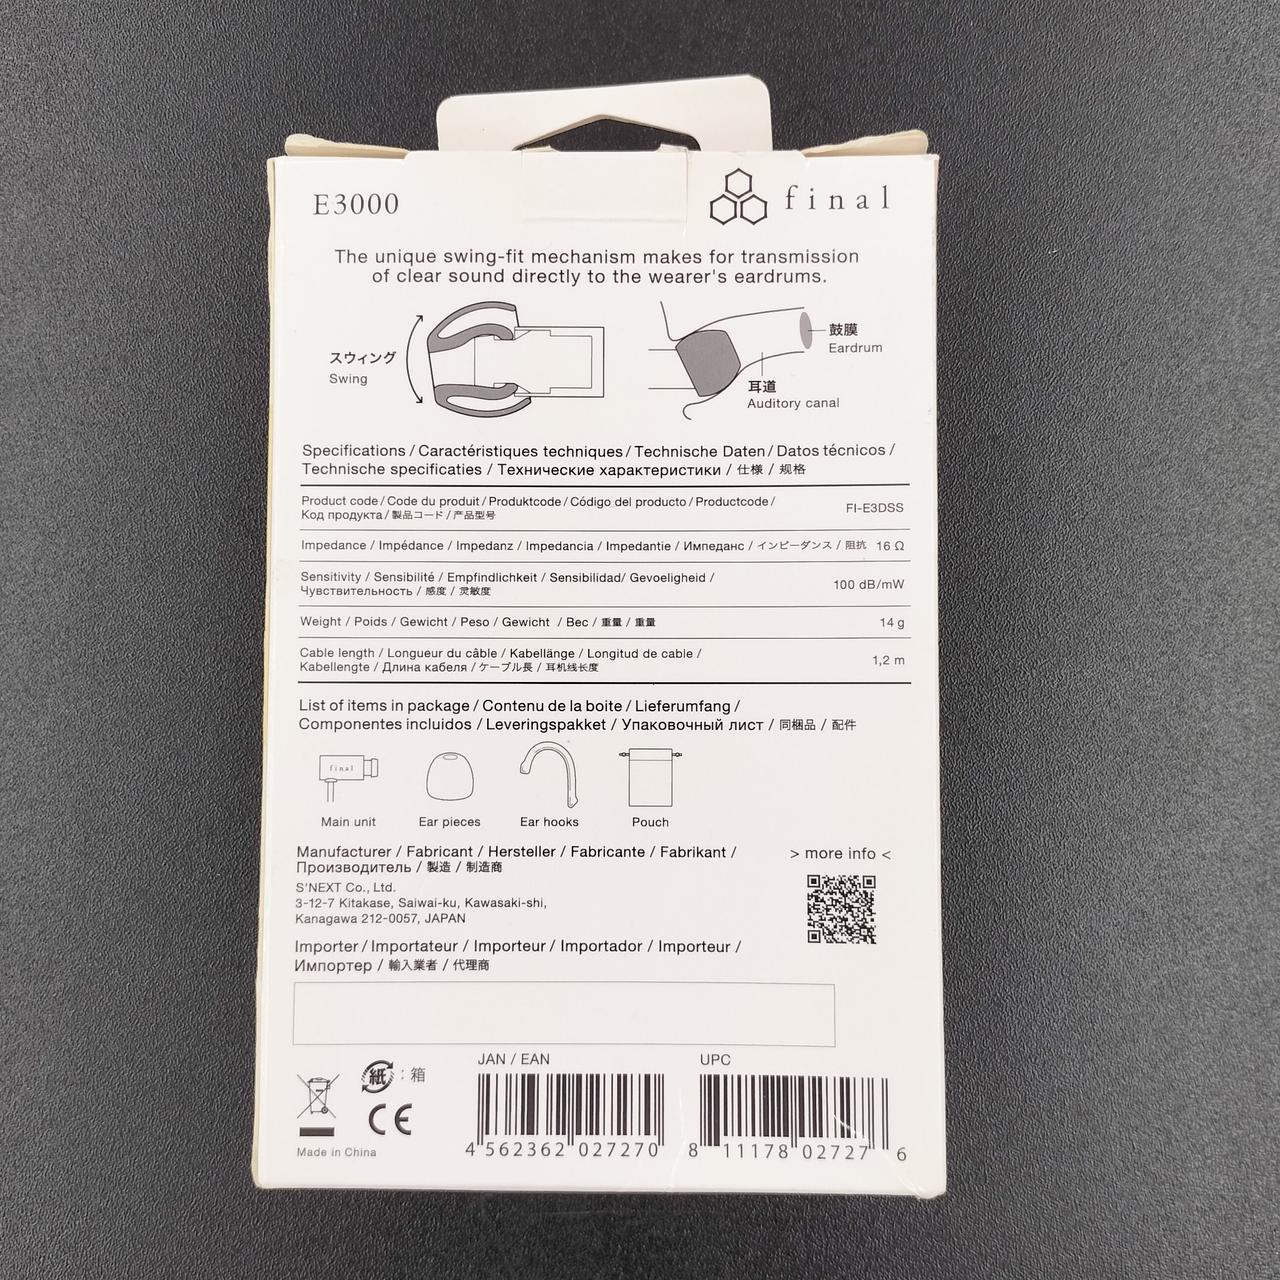 E3000
final
The unique swing-fit mechanism makes for transmission
of clear sound directly to the wearer's eardrums.
スウィング
Swing
鼓膜
Eardrum
耳道
Auditory canal
Specifications / Caractéristiques techniques / Technische Daten / Datos técnicos /
Technische specificaties / Технические характеристики / 仕様 / 规格
Product code / Code du produit / Produktcode / Código del producto / Productcode /
Код продукта / 製品コード / 产品型号
FI-E3DSS
Impedance / Impédance / Impedanz / Impedancia / Impedantie / Импеданс / インピーダンス / 阻抗 16 Ω
Sensitivity / Sensibilité / Empfindlichkeit / Sensibilidad/ Gevoeligheid /
Чувствительность / 感度 / 灵敏度
100 dB/mW
Weight / Poids / Gewicht / Peso / Gewicht / Вес / 重量 / 重量 14 g
Cable length / Longueur du câble / Kabellänge / Longitud de cable /
Kabellengte / Длина кабеля / ケーブル長 / 耳机线长度
1,2 m
List of items in package / Contenu de la boite / Lieferumfang /
Componentes incluidos / Leveringspakket / Упаковочный лист / 同梱品 / 配件
final
Main unit
Ear pieces
Ear hooks
Pouch
Manufacturer / Fabricant / Hersteller / Fabricante / Fabrikant /
Производитель / 製造 / 制造商
> more info <
S'NEXT Co., Ltd.
3-12-7 Kitakase, Saiwai-ku, Kawasaki-shi,
Kanagawa 212-0057, JAPAN
Importer / Importateur / Importeur / Importador / Importeur /
Импортер / 輸入業者 / 代理商
紙 : 箱
CE
Made in China
JAN / EAN
4 562362 027270
UPC
8 11178 02727 6